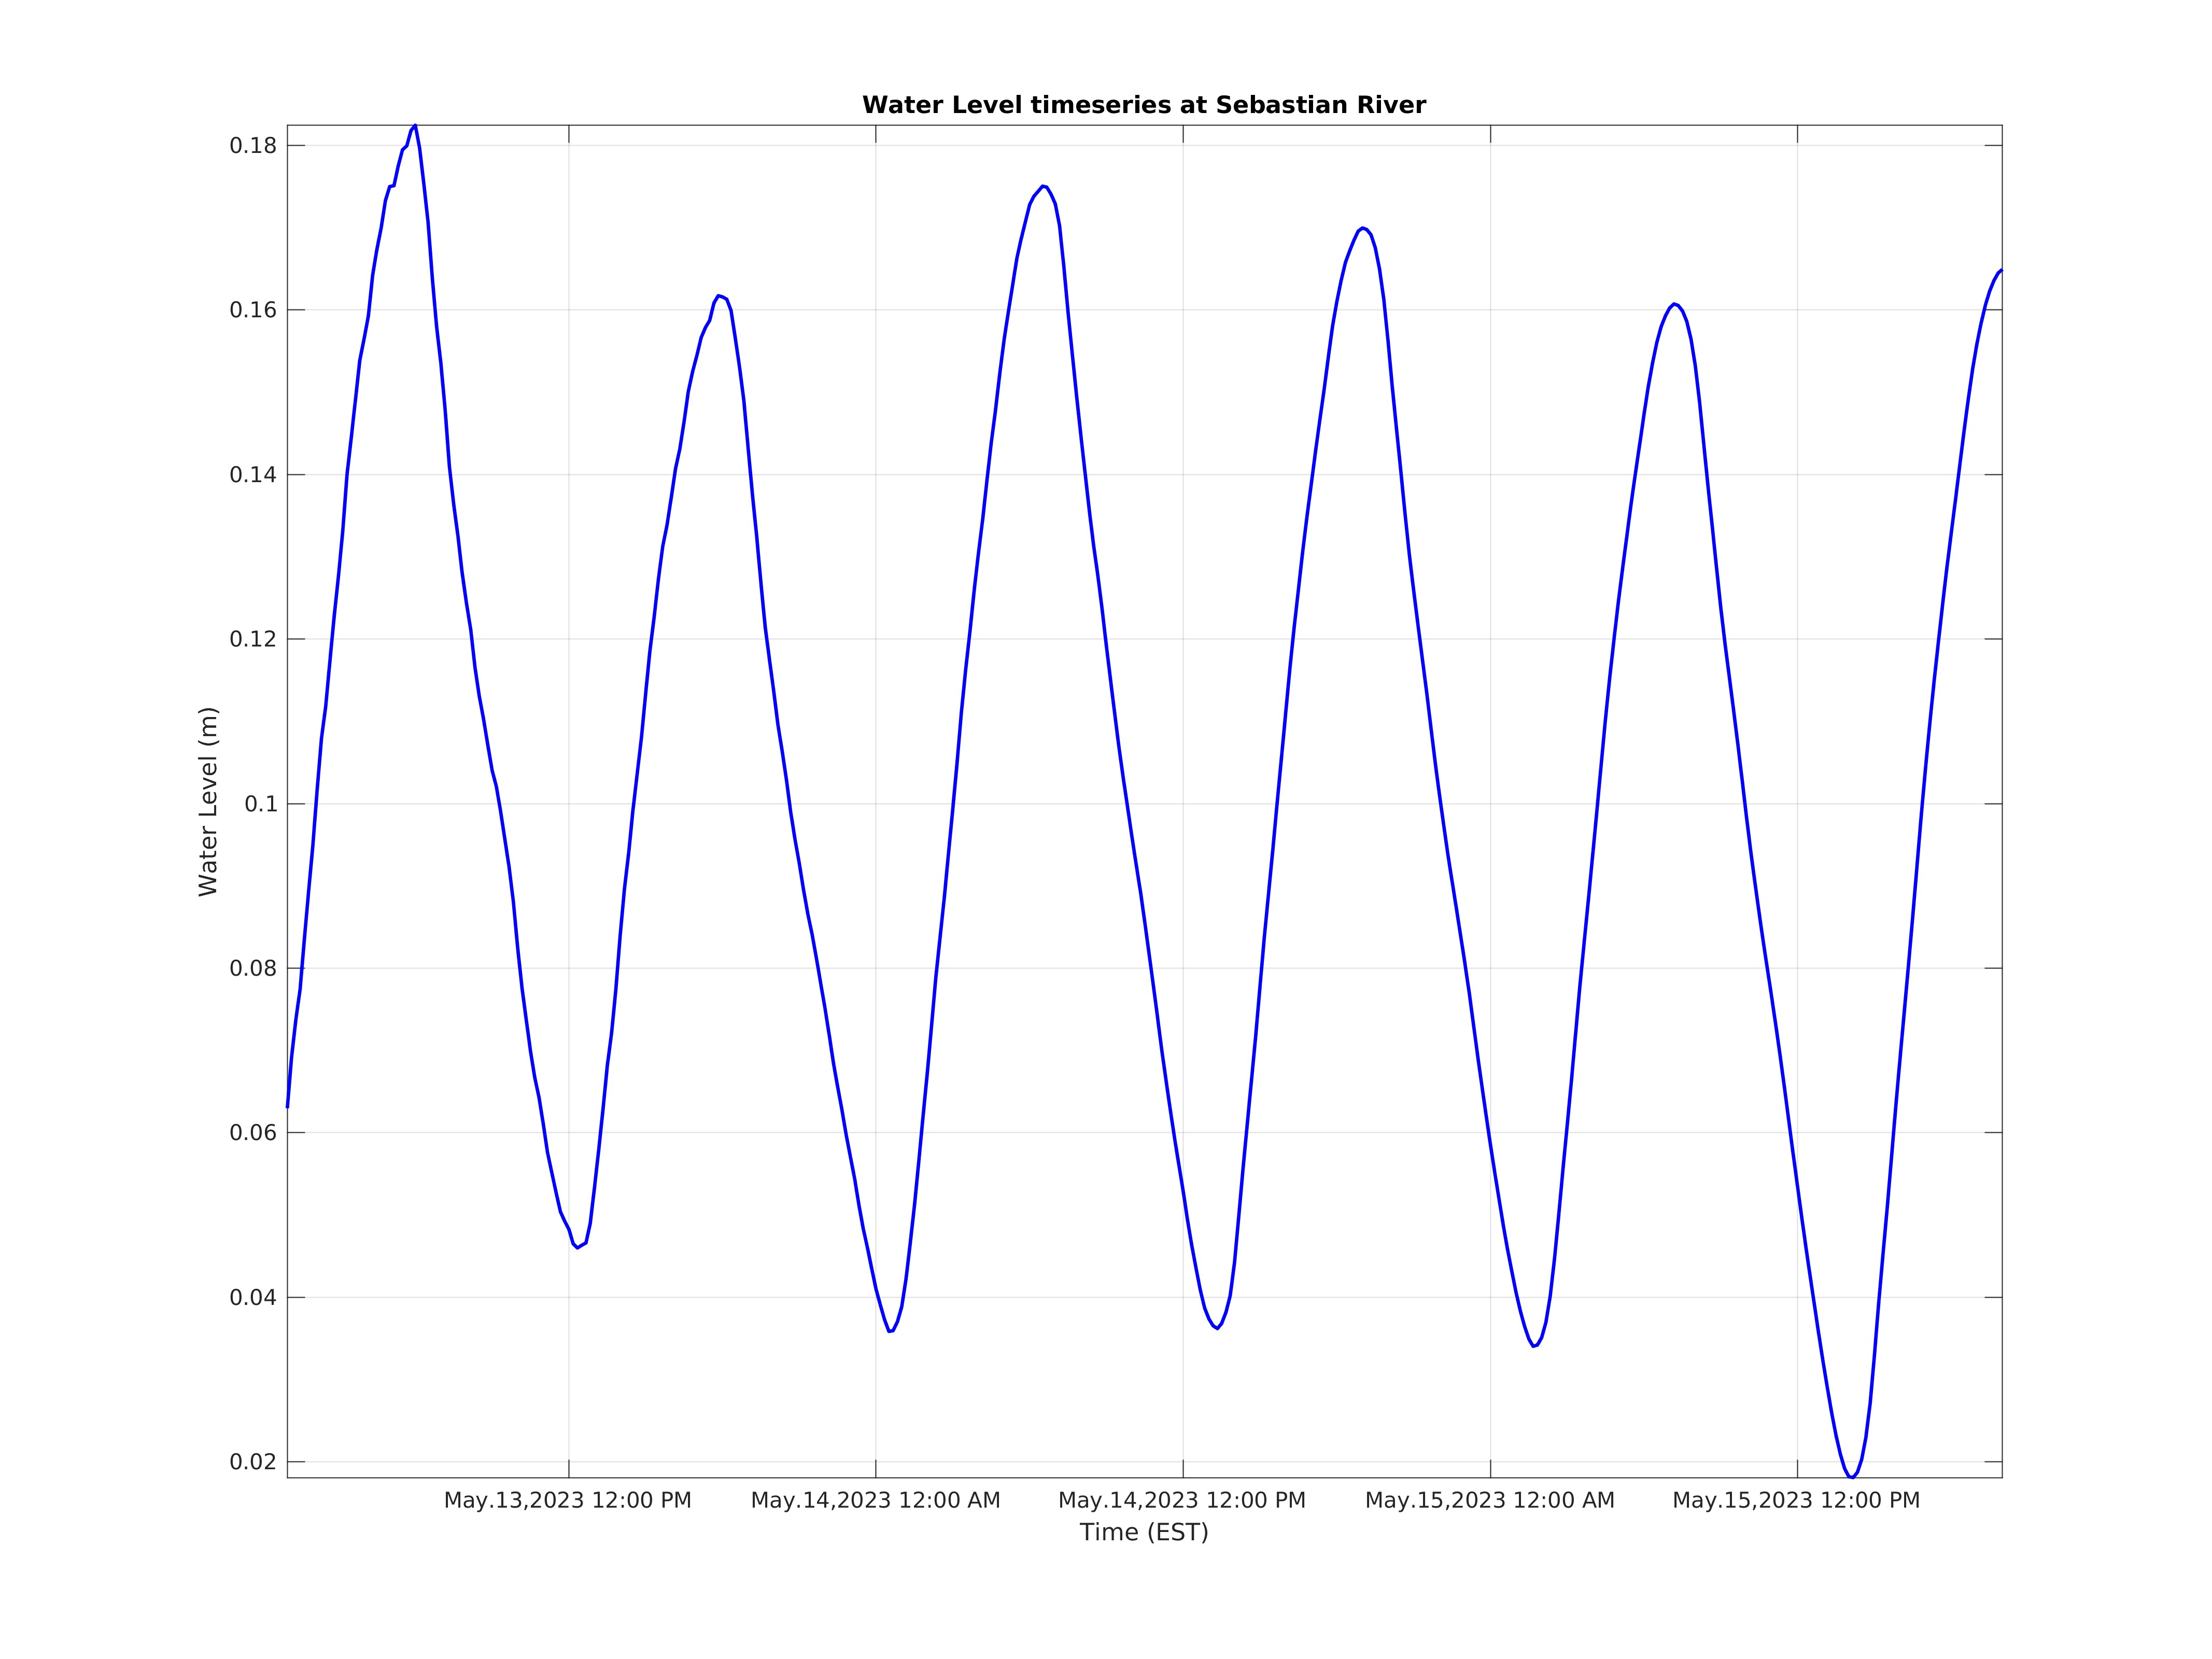 Water Level timeseries at Sebastian River
0.18
0.16
0.14
0.12
0.1
0.08
0.06
0.04
0.02
Water Level (m)
May.13,2023 12:00 PM
May.14,2023 12:00 AM
May.14,2023 12:00 PM
May.15,2023 12:00 AM
May.15,2023 12:00 PM
Time (EST)